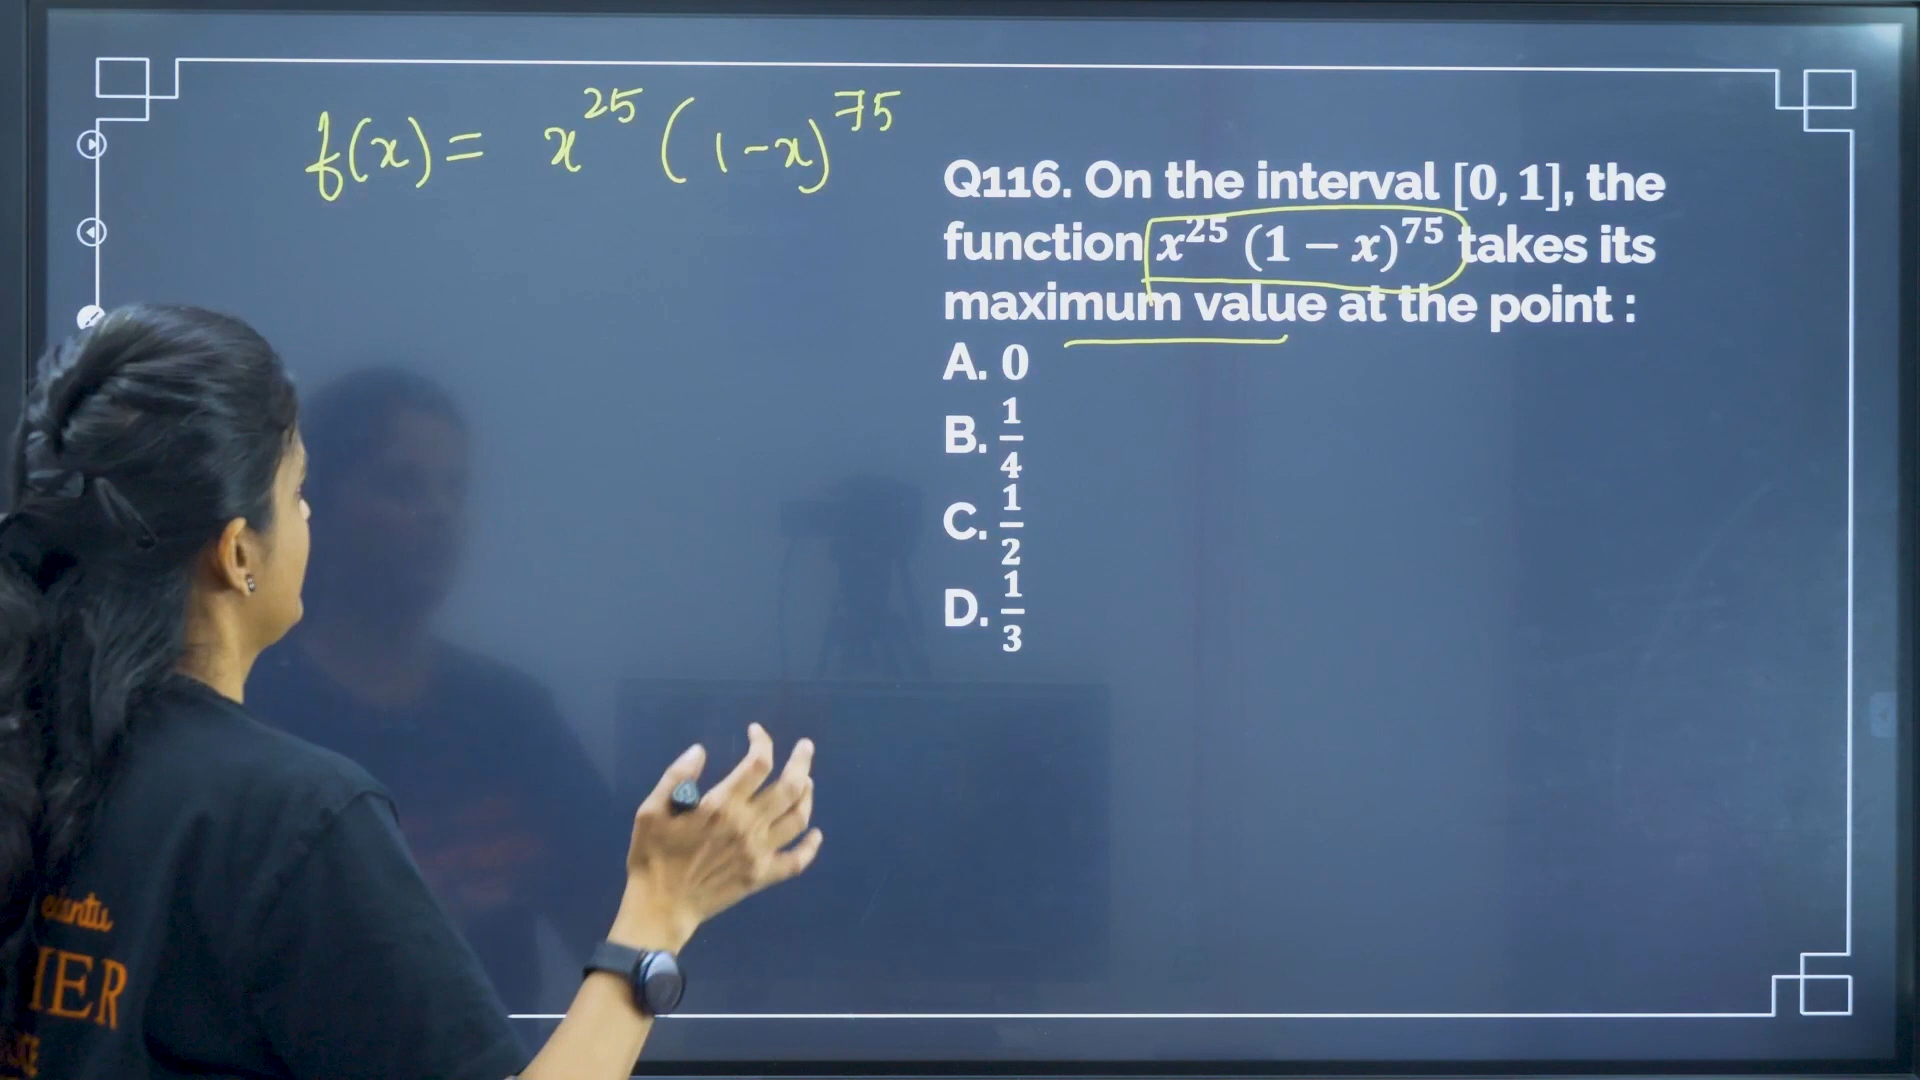 f(x) = x^25 (1-x)^75
Q116. On the interval [0, 1], the
function x^25 (1 − x)^75 takes its
maximum value at the point :
A. 0
B. 1/4
C. 1/2
D. 1/3
IER